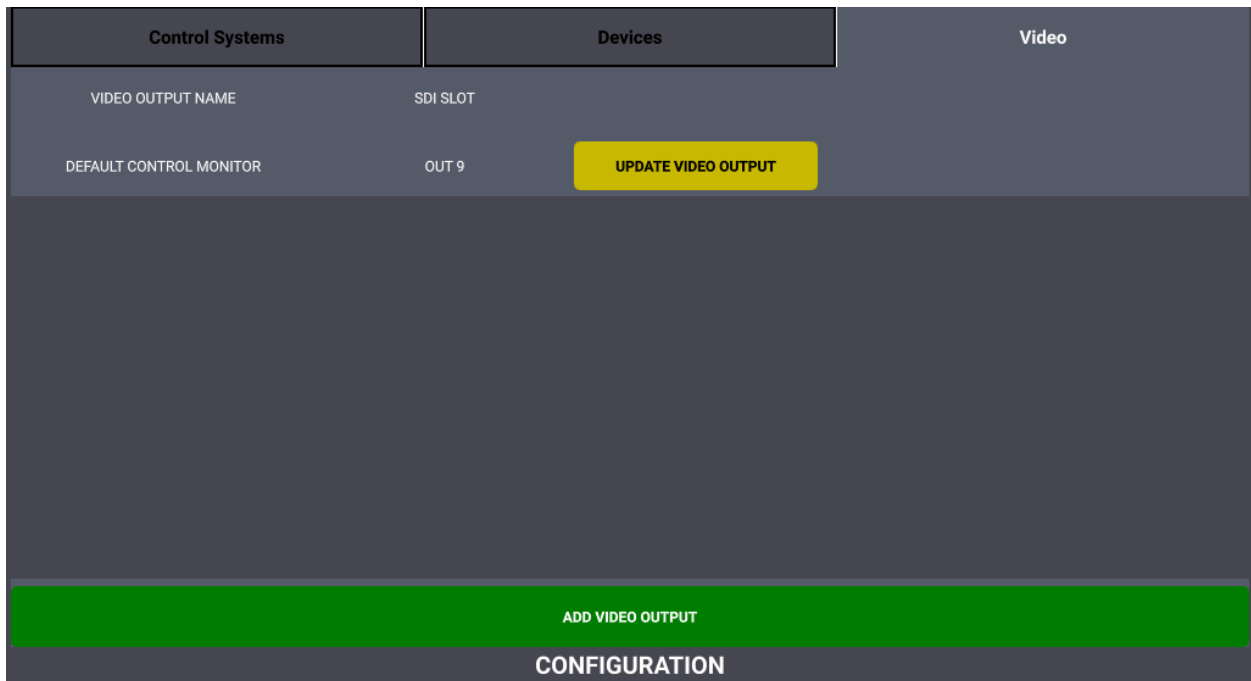 Control Systems Devices Video
VIDEO OUTPUT NAME SDI SLOT
DEFAULT CONTROL MONITOR OUT 9 UPDATE VIDEO OUTPUT
ADD VIDEO OUTPUT
CONFIGURATION